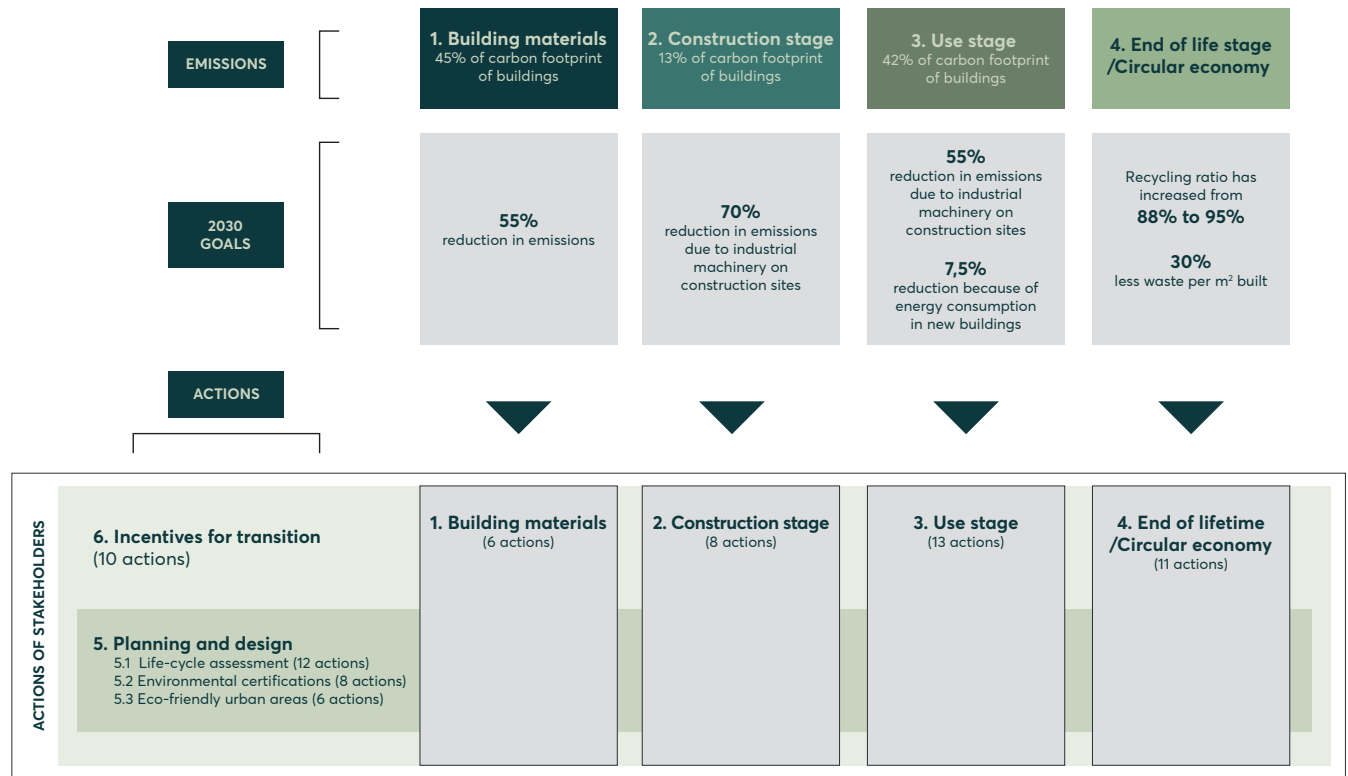 EMISSIONS
1. Building materials
45% of carbon footprint
of buildings
2. Construction stage
13% of carbon footprint
of buildings
3. Use stage
42% of carbon footprint
of buildings
4. End of life stage
/Circular economy
2030
GOALS
55%
reduction in emissions
70%
reduction in emissions
due to industrial
machinery on
construction sites
55%
reduction in emissions
due to industrial
machinery on
construction sites
7,5%
reduction because of
energy consumption
in new buildings
Recycling ratio has
increased from
88% to 95%
30%
less waste per m² built
ACTIONS
ACTIONS OF STAKEHOLDERS
6. Incentives for transition
(10 actions)
5. Planning and design
5.1 Life-cycle assessment (12 actions)
5.2 Environmental certifications (8 actions)
5.3 Eco-friendly urban areas (6 actions)
1. Building materials
(6 actions)
2. Construction stage
(8 actions)
3. Use stage
(13 actions)
4. End of lifetime
/Circular economy
(11 actions)